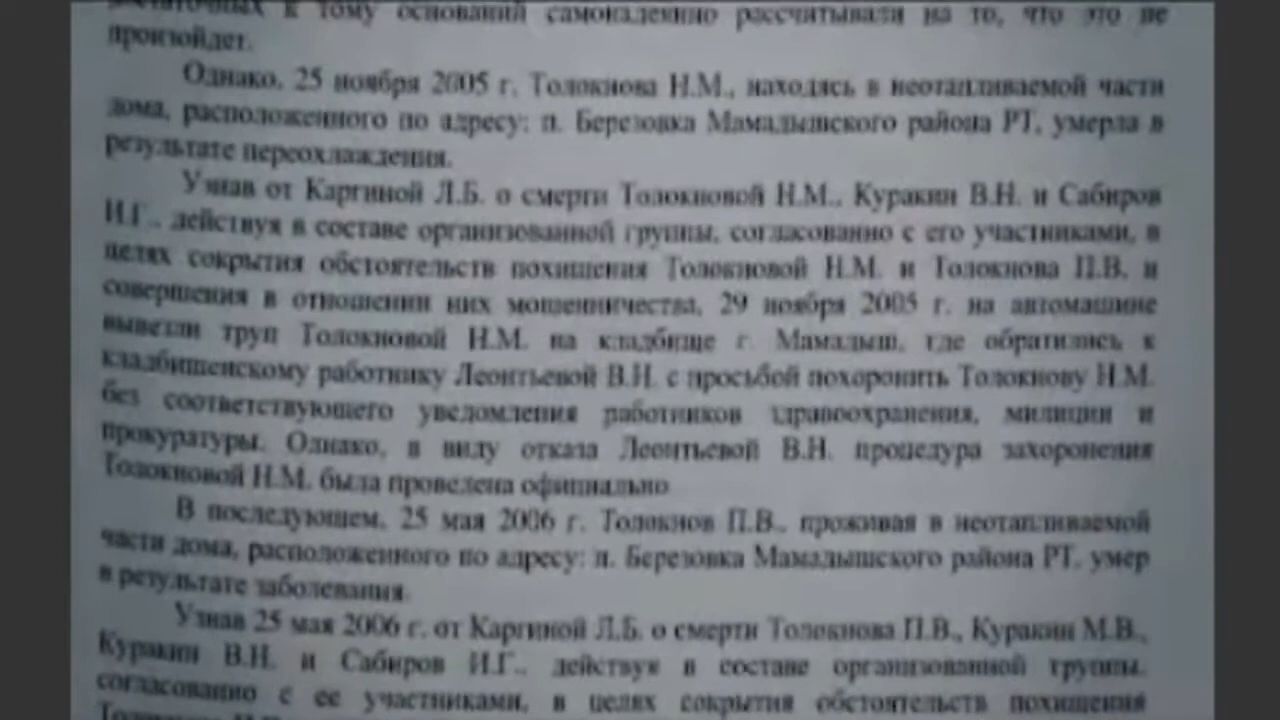 достаточных к тому оснований самонадеянно рассчитывали на то, что это не
произойдет.
Однако, 25 ноября 2005 г. Толокнова Н.М., находясь в неотапливаемой части
дома, расположенного по адресу: п. Березовка Мамадышского района РТ, умерла в
результате переохлаждения.
Узнав от Каргиной Л.Б. о смерти Толокновой Н.М., Куракин В.Н. и Сабиров
И.Г., действуя в составе организованной группы, согласованно с его участниками, в
целях сокрытия обстоятельств похищения Толокновой Н.М. и Толокнова П.В. и
совершения в отношении них мошенничества, 29 ноября 2005 г. на автомашине
вывезли труп Толокновой Н.М. на кладбище г. Мамадыш, где обратились к
кладбищенскому работнику Леонтьевой В.Н. с просьбой похоронить Толокнову Н.М.
без соответствующего уведомления работников здравоохранения, милиции и
прокуратуры. Однако, в виду отказа Леонтьевой В.Н. процедура захоронения
Толокновой Н.М. была проведена официально.
В последующем, 25 мая 2006 г. Толокнов П.В., проживая в неотапливаемой
части дома, расположенного по адресу: п. Березовка Мамадышского района РТ, умер
в результате заболевания.
Узнав 25 мая 2006 г. от Каргиной Л.Б. о смерти Толокнова П.В., Куракин М.В.,
Куракин В.Н. и Сабиров И.Г., действуя в составе организованной группы,
согласованно с ее участниками, в целях сокрытия обстоятельств похищения